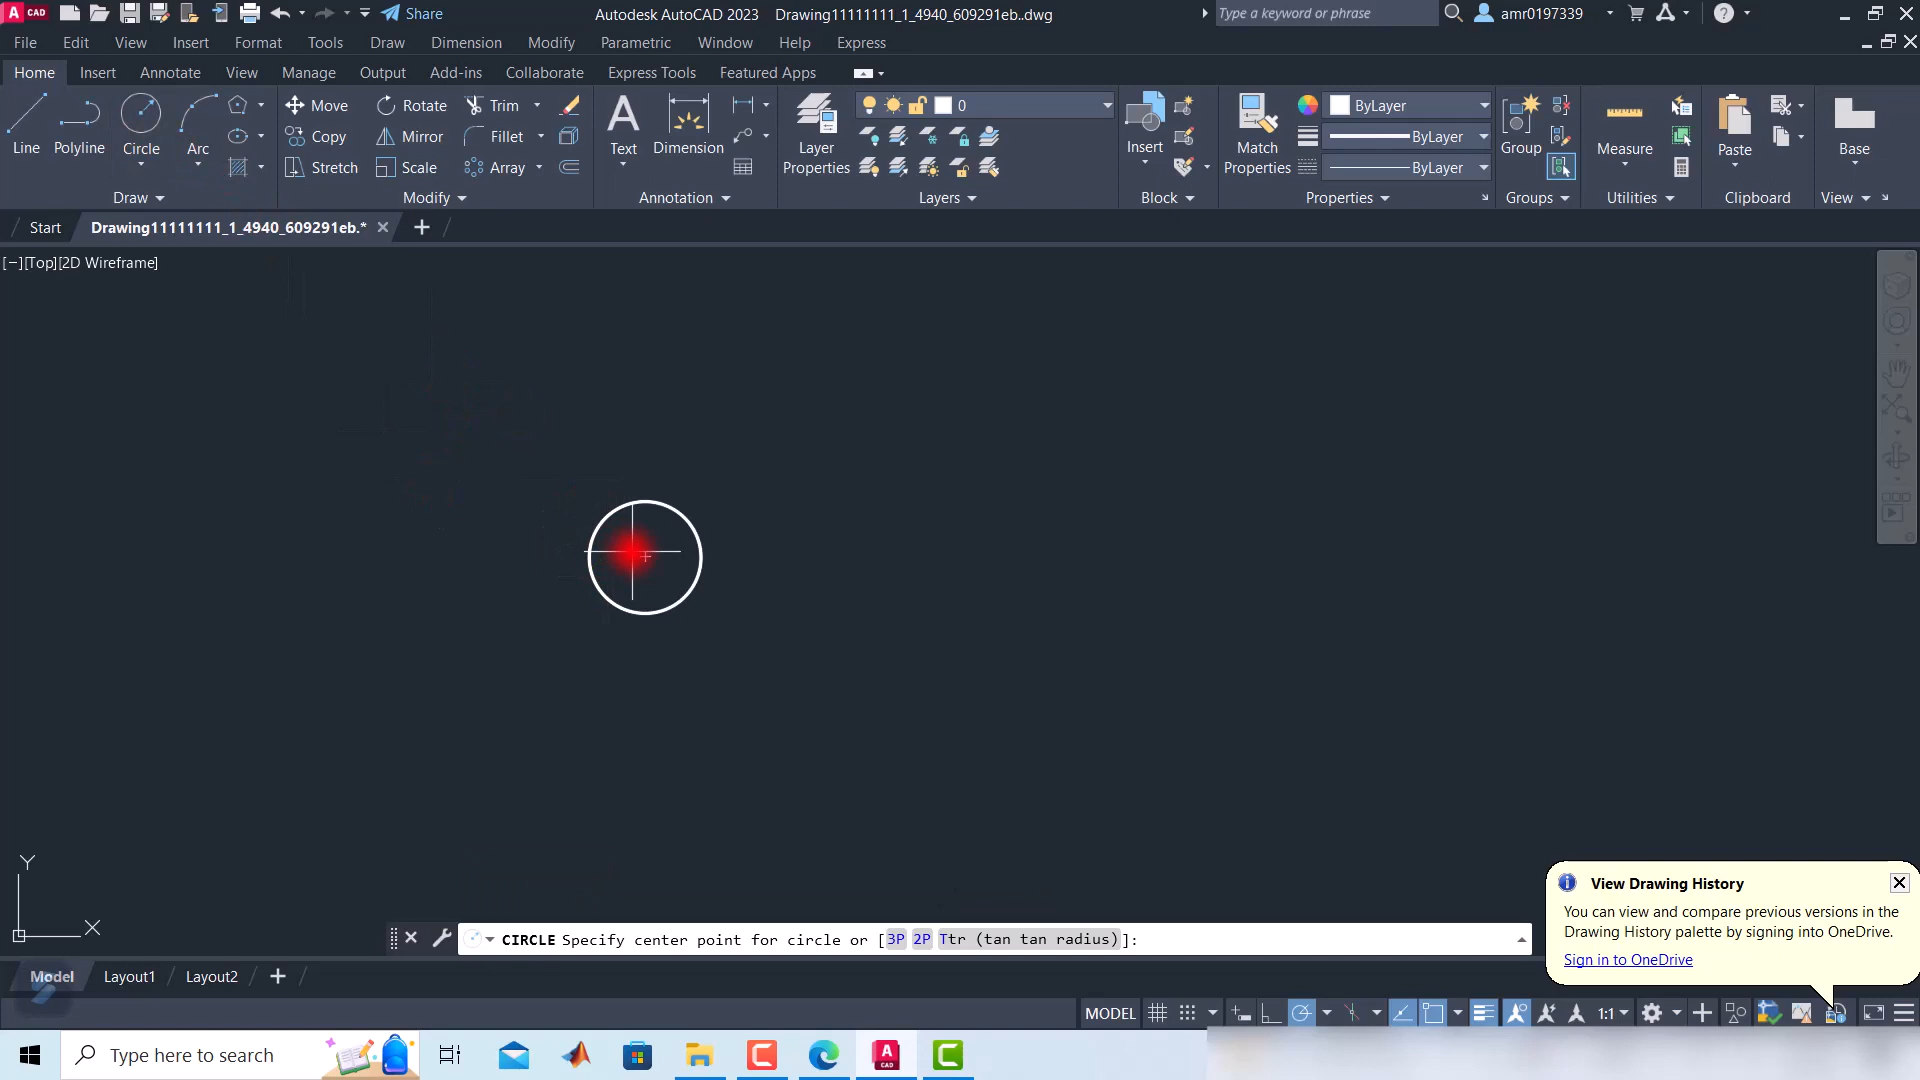 A CAD
Share
Autodesk AutoCAD 2023 Drawing11111111_1_4940_609291eb..dwg
Type a keyword or phrase
amr0197339
File Edit View Insert Format Tools Draw Dimension Modify Parametric Window Help Express
Home Insert Annotate View Manage Output Add-ins Collaborate Express Tools Featured Apps
Move Rotate Trim
0
ByLayer
Copy Mirror Fillet
ByLayer
Line Polyline Circle Arc
Text Dimension
Layer
Properties
Insert
Match
Properties
Group
Measure
Paste
Base
Stretch Scale Array
ByLayer
Draw Modify Annotation Layers Block Properties Groups Utilities Clipboard View
Start Drawing11111111_1_4940_609291eb.*
[−][Top][2D Wireframe]
Y
X
View Drawing History
You can view and compare previous versions in the
Drawing History palette by signing into OneDrive.
Sign in to OneDrive
CIRCLE Specify center point for circle or [3P 2P Ttr (tan tan radius)]:
Model Layout1 Layout2
MODEL
1:1
Type here to search
A CAD